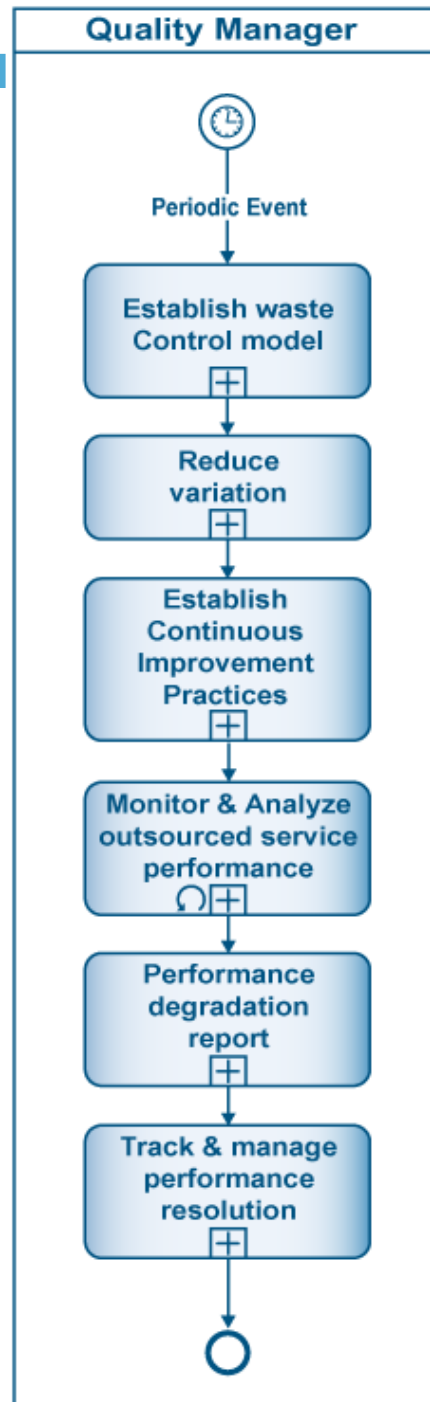 Quality Manager
Periodic Event
Establish waste
Control model
Reduce
variation
Establish
Continuous
Improvement
Practices
Monitor & Analyze
outsourced service
performance
Performance
degradation
report
Track & manage
performance
resolution